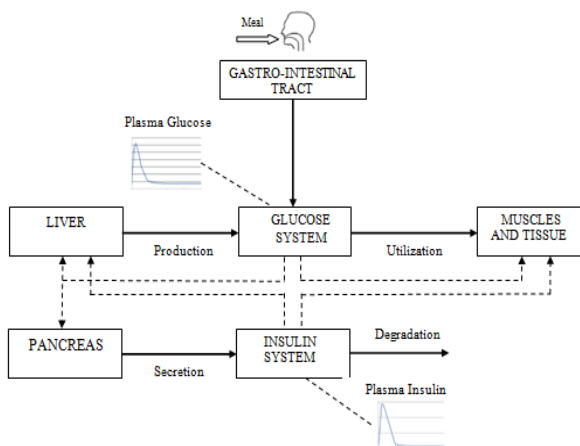 Meal
GASTRO-INTESTINAL
TRACT
Plasma Glucose
LIVER
Production
GLUCOSE
SYSTEM
Utilization
MUSCLES
AND TISSUE
PANCREAS
Secretion
INSULIN
SYSTEM
Degradation
Plasma Insulin